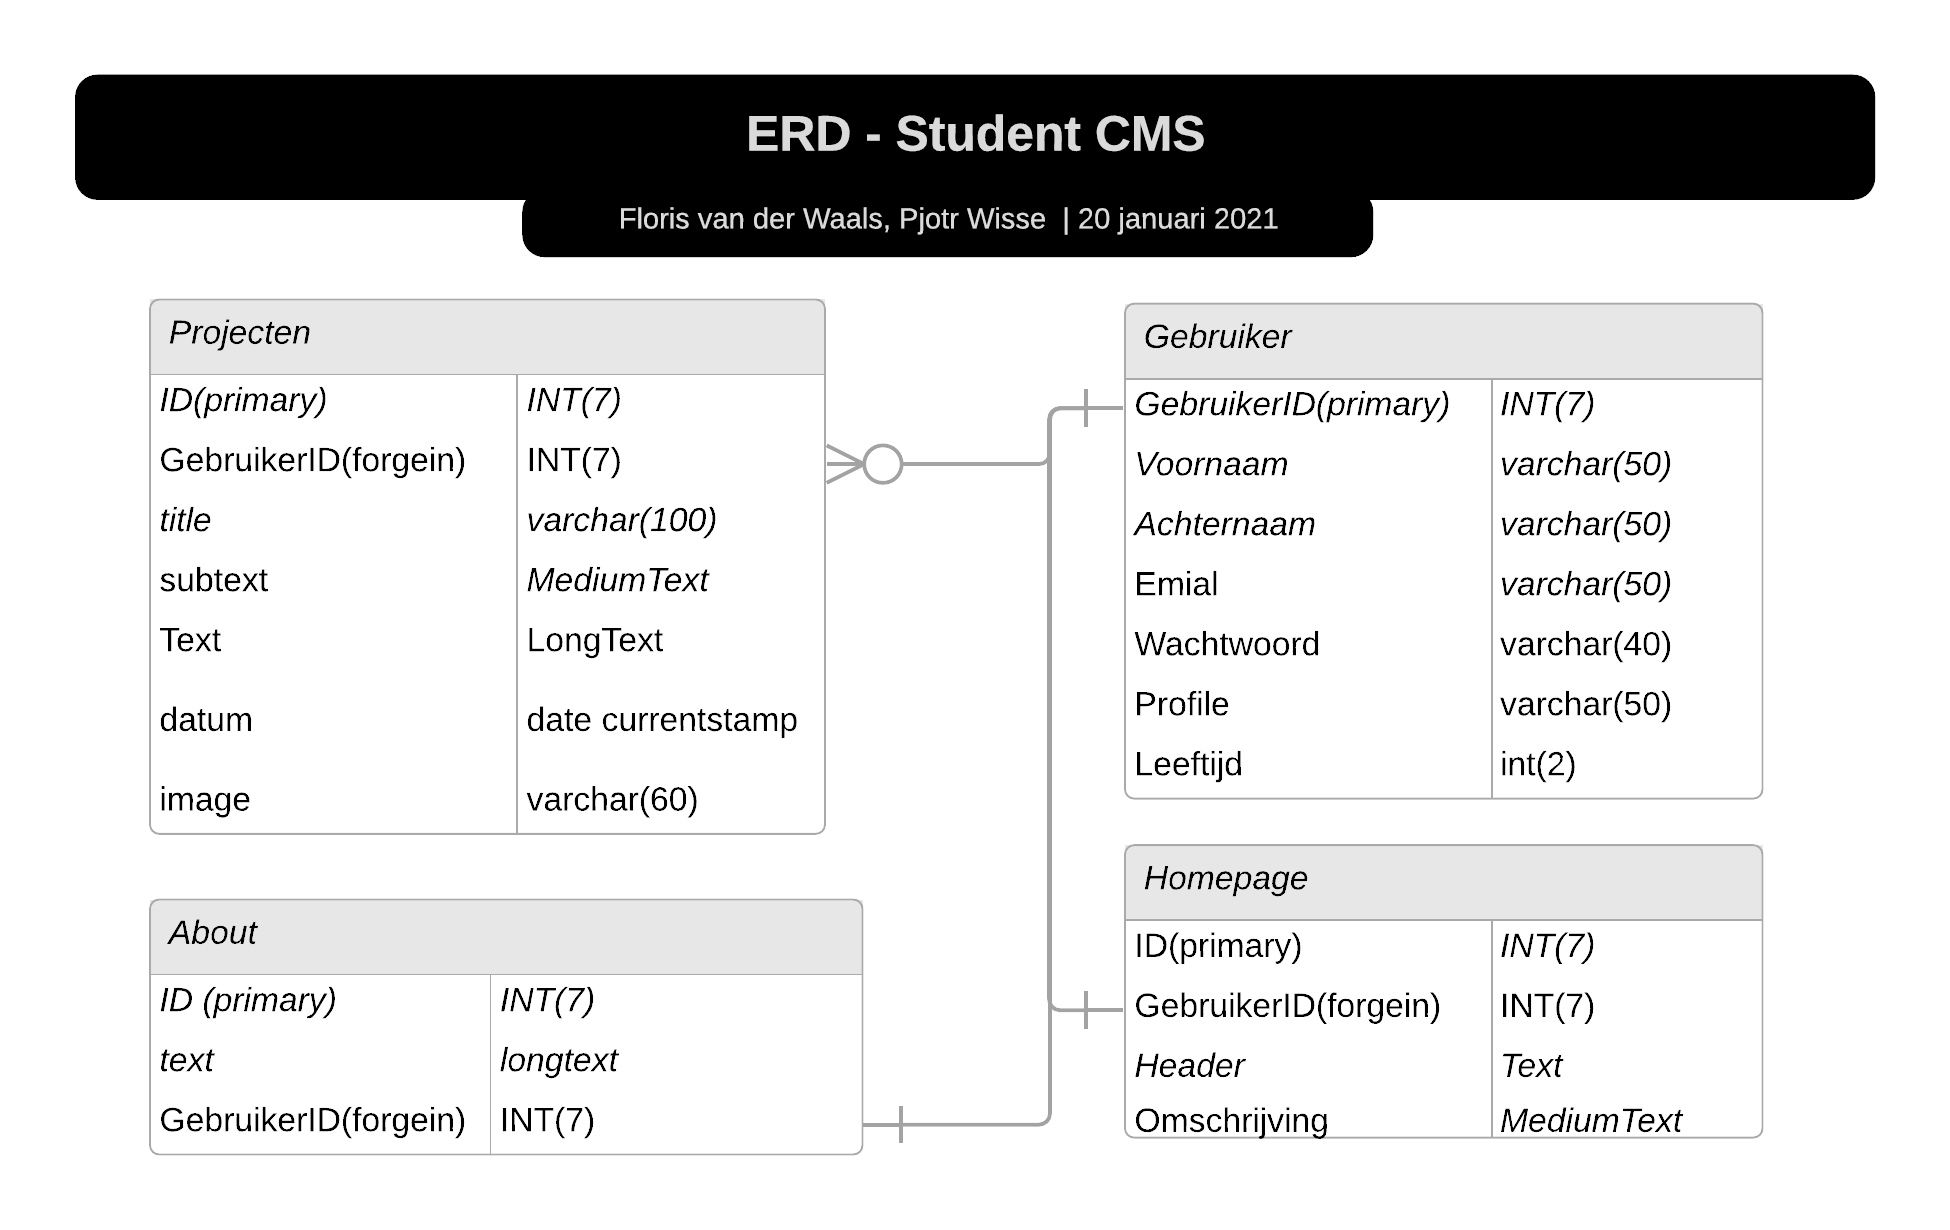 ERD - Student CMS
Floris van der Waals, Pjotr Wisse | 20 januari 2021
Projecten
ID(primary) INT(7)
GebruikerID(forgein) INT(7)
title varchar(100)
subtext MediumText
Text LongText
datum date currentstamp
image varchar(60)
Gebruiker
GebruikerID(primary) INT(7)
Voornaam varchar(50)
Achternaam varchar(50)
Emial varchar(50)
Wachtwoord varchar(40)
Profile varchar(50)
Leeftijd int(2)
About
ID (primary) INT(7)
text longtext
GebruikerID(forgein) INT(7)
Homepage
ID(primary) INT(7)
GebruikerID(forgein) INT(7)
Header Text
Omschrijving MediumText